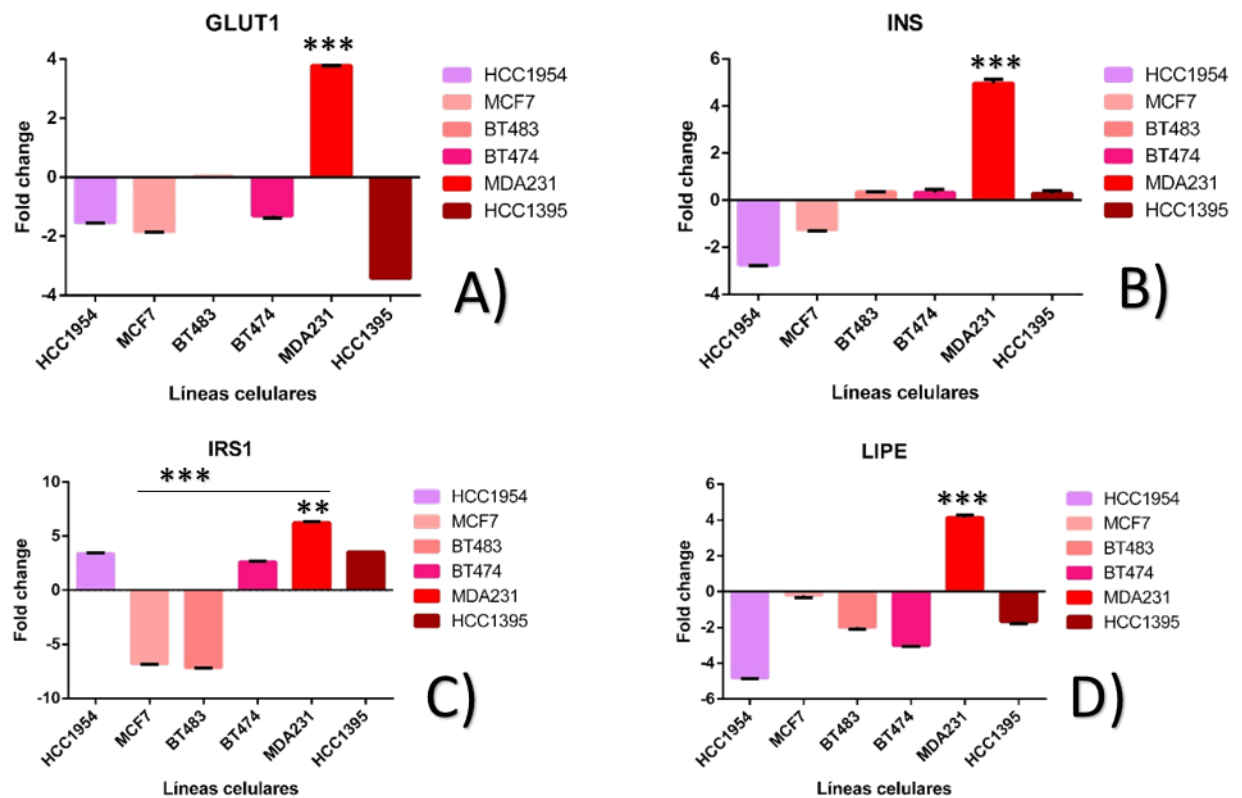 GLUT1
***
4
2
0
-2
-4
Fold change
HCC1954
MCF7
BT483
BT474
MDA231
HCC1395
Líneas celulares
HCC1954
MCF7
BT483
BT474
MDA231
HCC1395
A)
INS
***
6
4
2
0
-2
-4
Fold change
HCC1954
MCF7
BT483
BT474
MDA231
HCC1395
Líneas celulares
HCC1954
MCF7
BT483
BT474
MDA231
HCC1395
B)
IRS1
***
**
10
5
0
-5
-10
Fold change
HCC1954
MCF7
BT483
BT474
MDA231
HCC1395
Líneas celulares
HCC1954
MCF7
BT483
BT474
MDA231
HCC1395
C)
LIPE
***
6
4
2
0
-2
-4
-6
Fold change
HCC1954
MCF7
BT483
BT474
MDA231
HCC1395
Líneas celulares
HCC1954
MCF7
BT483
BT474
MDA231
HCC1395
D)